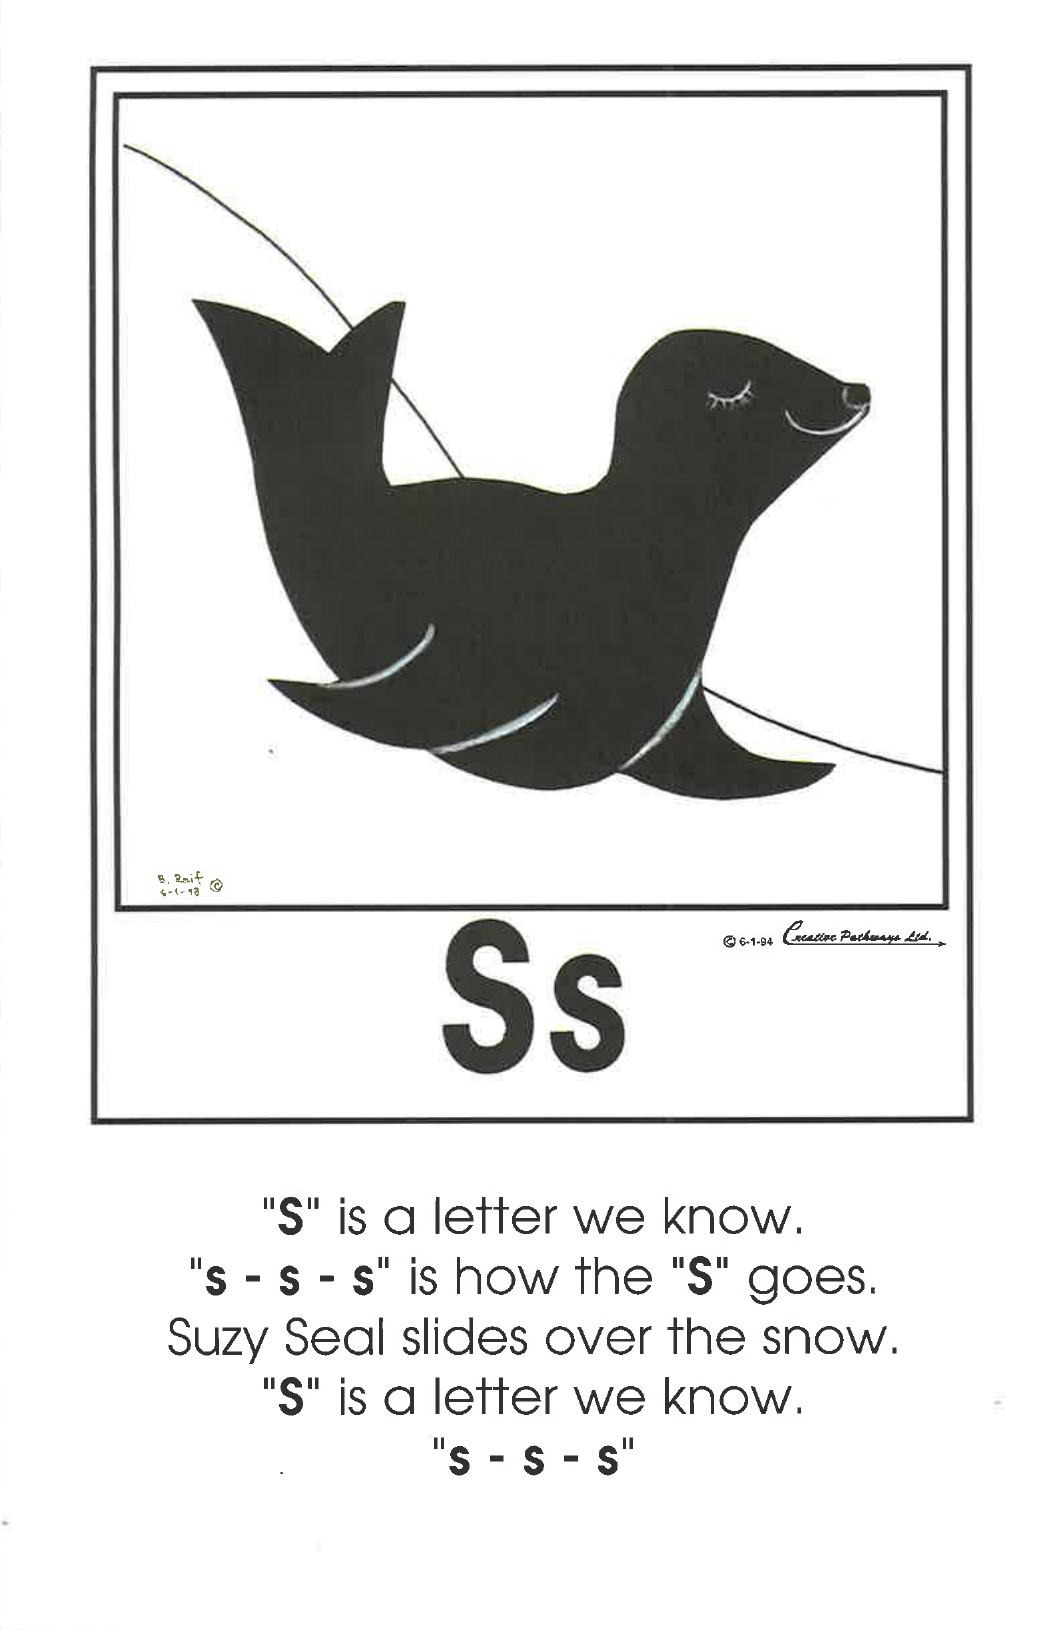 B. Reif
6-1-93 ©
© 6-1-94 Creative Pathways Ltd.
Ss
"S" is a letter we know.
"s - s - s" is how the "S" goes.
Suzy Seal slides over the snow.
"S" is a letter we know.
"s - s - s"